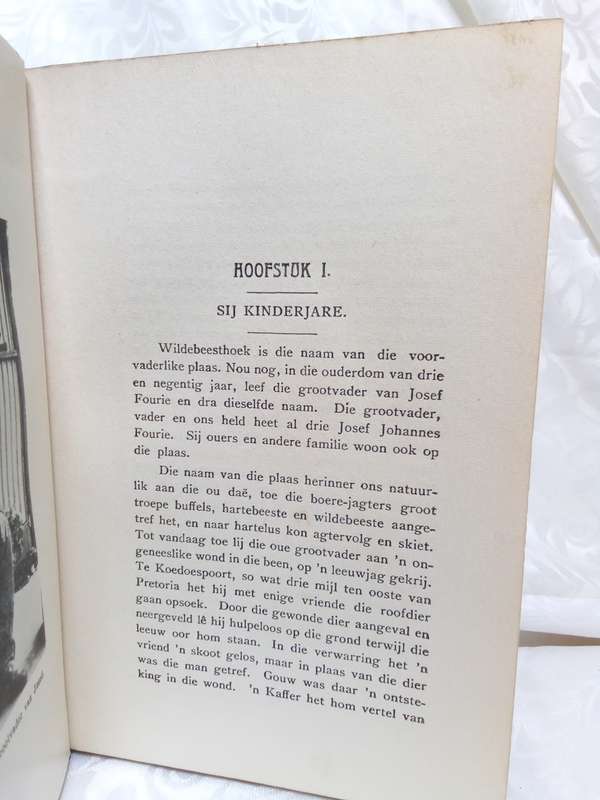 HOOFSTUK I.
SIJ KINDERJARE.
Wildebeesthoek is die naam van die voor-
vaderlike plaas. Nou nog, in die ouderdom van drie
en negentig jaar, leef die grootvader van Josef
Fourie en dra dieselfde naam. Die grootvader,
vader en ons held heet al drie Josef Johannes
Fourie. Sij ouers en andere familie woon ook op
die plaas.
Die naam van die plaas herinner ons natuur-
lik aan die ou daë, toe die boere-jagters groot
troepe buffels, hartebeeste en wildebeeste aange-
tref het, en naar hartelus kon agtervolg en skiet.
Tot vandaag toe lij die oue grootvader aan 'n on-
geneeslike wond in die been, op 'n leeuwjag gekrij.
Te Koedoespoort, so wat drie mijl ten ooste van
Pretoria het hij met enige vriende die roofdier
gaan opsoek. Door die gewonde dier aangeval en
neergeveld lê hij hulpeloos op die grond terwijl die
leeuw oor hom staan. In die verwarring het 'n
vriend 'n skoot gelos, maar in plaas van die dier
was die man getref. Gouw was daar 'n ontste-
king in die wond. 'n Kaffer het hom vertel van